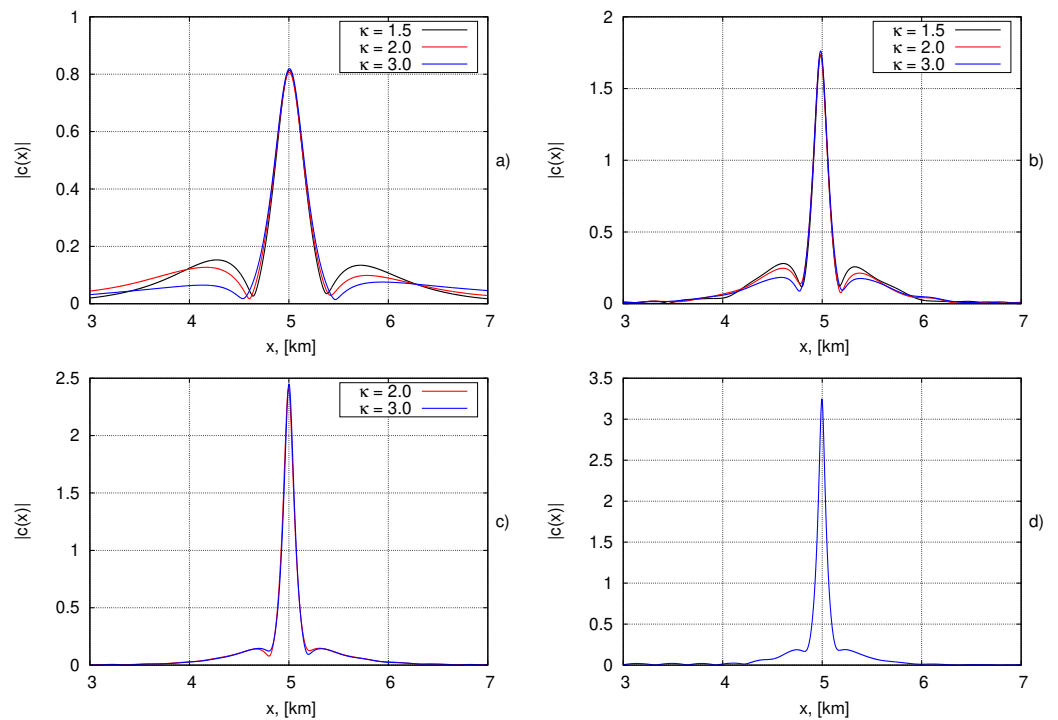 |c(x)|
1
0.8
0.6
0.4
0.2
0
κ = 1.5
κ = 2.0
κ = 3.0
a)
3 4 5 6 7
x, [km]
|c(x)|
2
1.5
1
0.5
0
κ = 1.5
κ = 2.0
κ = 3.0
b)
3 4 5 6 7
x, [km]
|c(x)|
2.5
2
1.5
1
0.5
0
κ = 2.0
κ = 3.0
c)
3 4 5 6 7
x, [km]
|c(x)|
3.5
3
2.5
2
1.5
1
0.5
0
d)
3 4 5 6 7
x, [km]